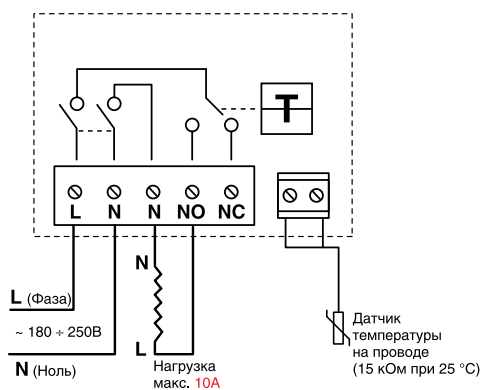 T
L N N NO NC
N
L (Фаза)
~ 180 ÷ 250В
N (Ноль)
L
Нагрузка
макс. 10А
Датчик
температуры
на проводе
(15 кОм при 25 °С)